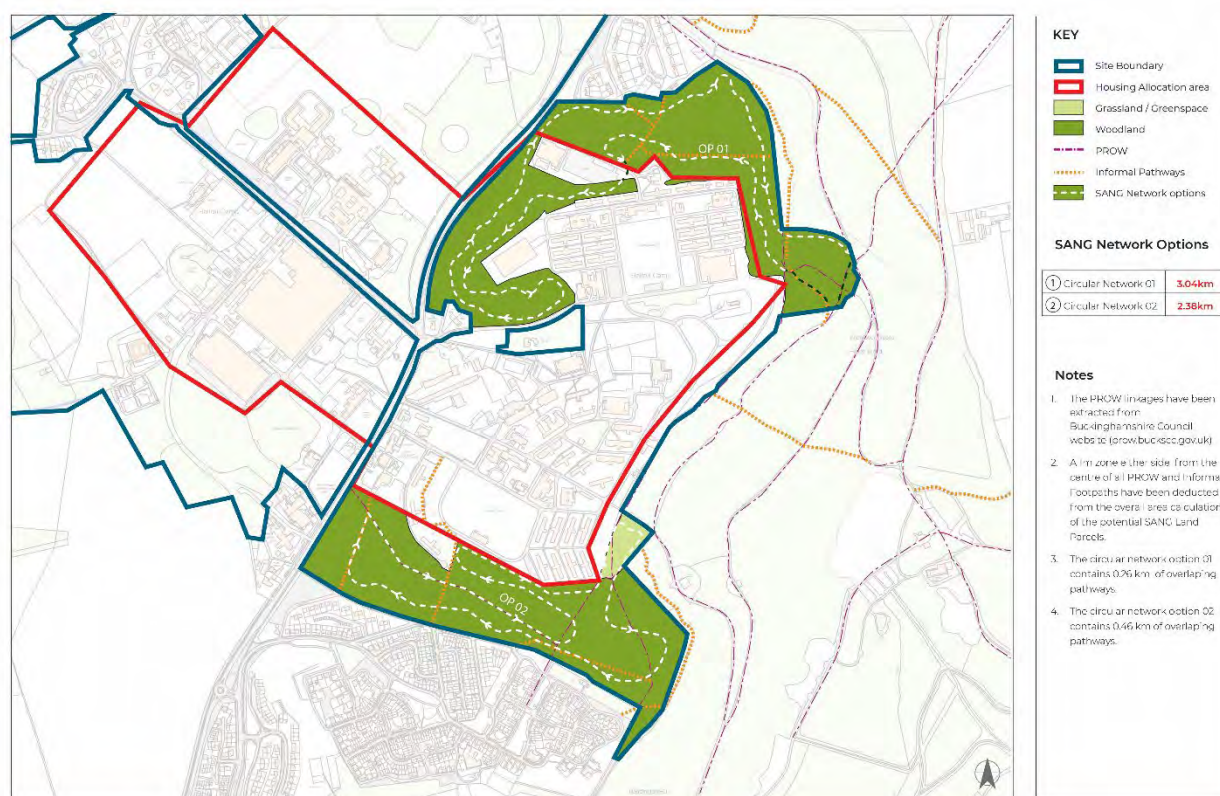 OP 01
OP 02
KEY
Site Boundary
Housing Allocation area
Grassland / Greenspace
Woodland
PROW
Informal Pathways
SANG Network options
SANG Network Options
1 Circular Network 01 3.04km
2 Circular Network 02 2.38km
Notes
1. The PROW linkages have been
extracted from
Buckinghamshire Council
website (prow.buckscc.gov.uk)
2. A 1m zone either side from the
centre of all PROW and Informal
Footpaths have been deducted
from the overall area calculation
of the potential SANG Land
Parcels.
3. The circular network option 01
contains 0.26 km of overlaping
pathways.
4. The circular network option 02
contains 0.46 km of overlaping
pathways.